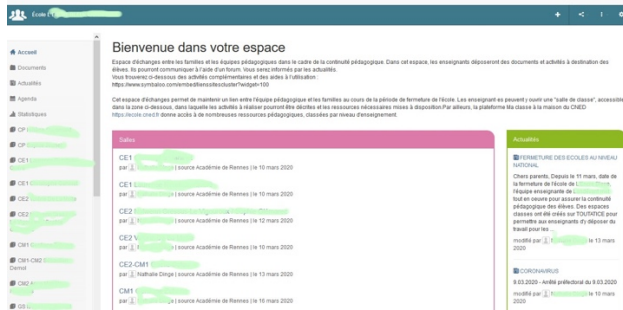 École
Accueil
Documents
Actualités
Agenda
Statistiques
CP
CP
CE1
CE1
CE2
CE2
CM1
CM1-CM2
CM2
GS
Bienvenue dans votre espace
Espace d'échanges entre les familles et les équipes pédagogiques dans le cadre de la continuité pédagogique. Dans cet espace, les enseignants déposeront des documents et activités à destination des
élèves. Ils pourront communiquer à l'aide d'un forum. Vous serez informés par les actualités.
Vous trouverez ci-dessous des activités complémentaires et des aides à l'utilisation :
https://www.symbaloo.com/embed/
Cet espace d'échanges permet de maintenir un lien entre l'équipe pédagogique et les familles au cours de la période de fermeture de l'école. Les enseignant es peuvent y ouvrir une "salle de classe", accessible
dans la zone ci-dessous, dans laquelle les activités à réaliser pourront être décrites et les ressources nécessaires mises à disposition.Par ailleurs, la plateforme Ma classe à la maison du CNED
https://ecole.cned.fr donne accès à de nombreuses ressources pédagogiques, classées par niveau d'enseignement.
Salles
CE1
par | source Académie de Rennes | le 10 mars 2020
CE1
par | source Académie de Rennes | le 10 mars 2020
CE2
par | source Académie de Rennes | le 12 mars 2020
CE2 V
par | source Académie de Rennes | le 10 mars 2020
CE2-CM1
par Nathalie | source Académie de Rennes | le 13 mars 2020
CM1
par | source Académie de Rennes | le 16 mars 2020
Actualités
FERMETURE DES ECOLES AU NIVEAU
NATIONAL
Chers parents, Depuis le 11 mars, date de
la fermeture de l'école de
l'équipe enseignante de
tout en oeuvre pour assurer la continuité
pédagogique des élèves. Des espaces
classes ont été créés sur TOUTATICE pour
permettre aux enseignants d'y déposer du
travail pour les ...
modifié par le 13 mars
2020
CORONAVIRUS
9.03.2020 - Arrêté préfectoral du 9.03.2020
modifié par le 10 mars
2020